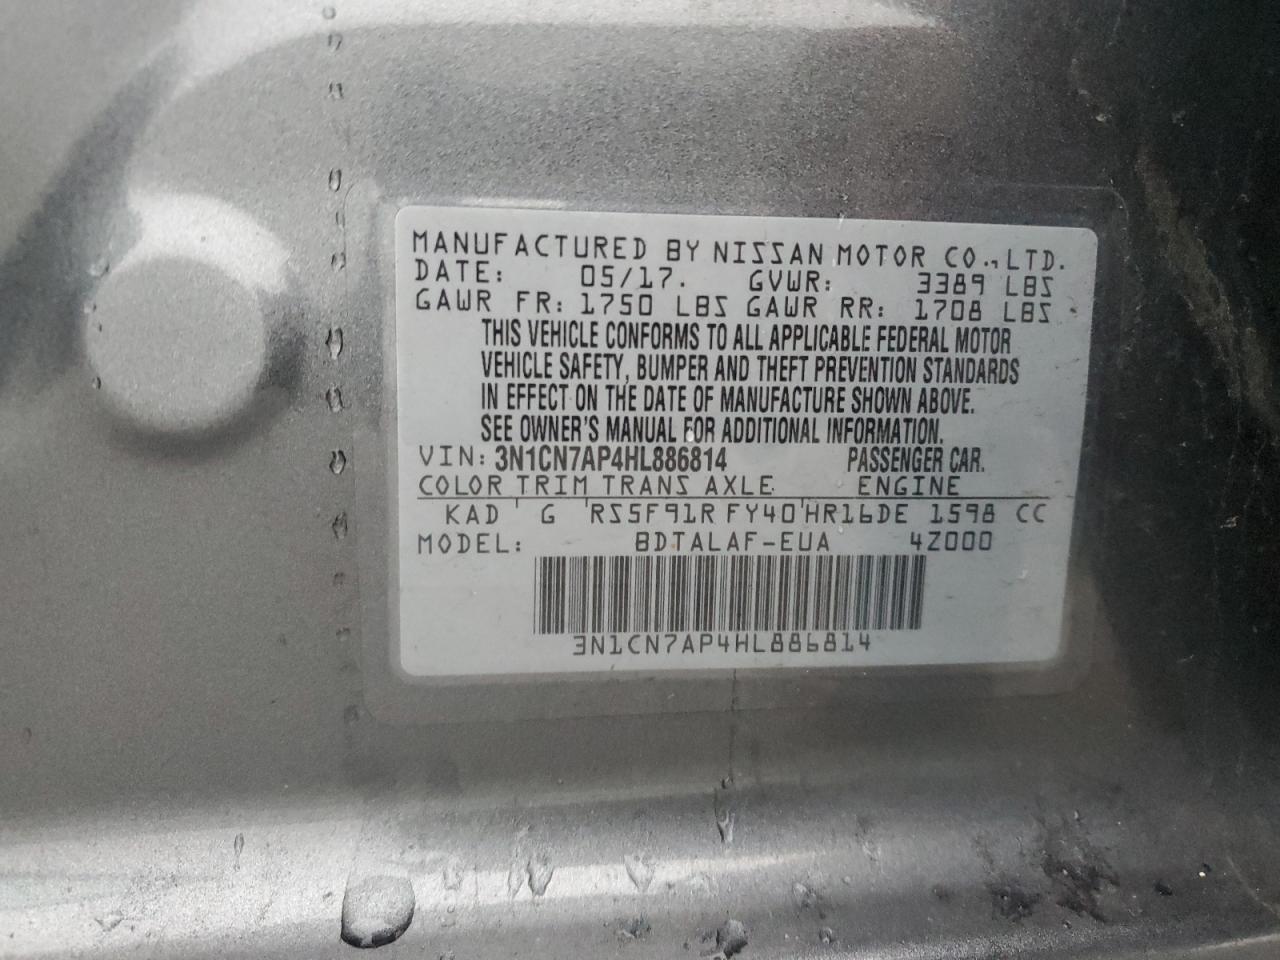 MANUFACTURED BY NISSAN MOTOR CO., LTD.
DATE: 05/17. GVWR: 3389 LBS
GAWR FR: 1750 LBS GAWR RR: 1708 LBS
THIS VEHICLE CONFORMS TO ALL APPLICABLE FEDERAL MOTOR
VEHICLE SAFETY, BUMPER AND THEFT PREVENTION STANDARDS
IN EFFECT ON THE DATE OF MANUFACTURE SHOWN ABOVE.
SEE OWNER'S MANUAL FOR ADDITIONAL INFORMATION.
VIN: 3N1CN7AP4HL886814 PASSENGER CAR.
COLOR TRIM TRANS AXLE ENGINE
KAD G RS5F91R FY40 HR16DE 1598 CC
MODEL: BDTALAF-EUA 4Z000
3N1CN7AP4HL886814